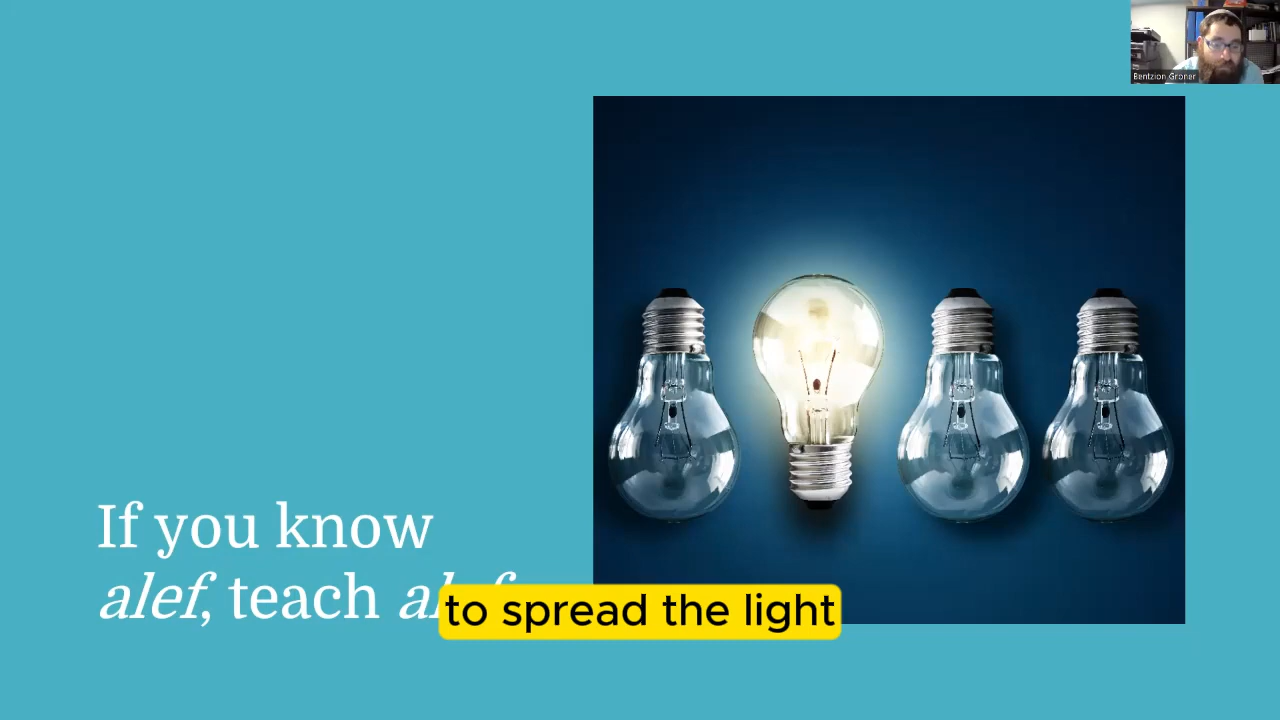 Bentzion Groner
If you know
alef, teach
to spread the light